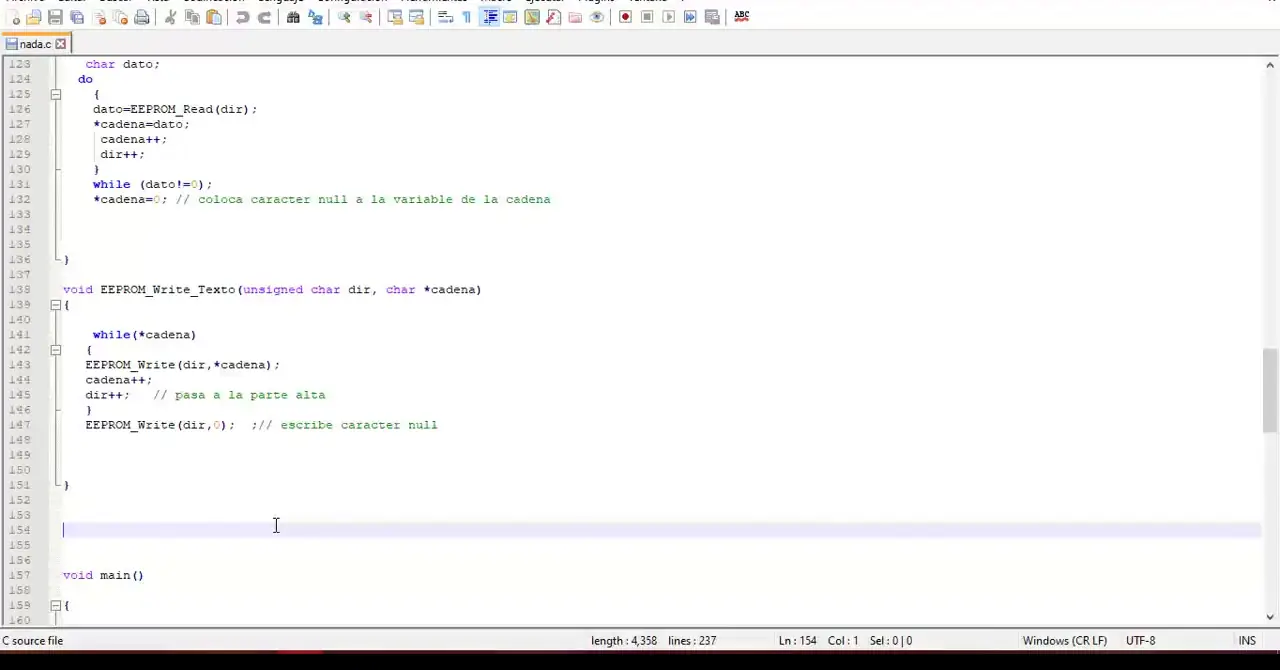 nada.c
123 char dato;
124 do
125 {
126 dato=EEPROM_Read(dir);
127 *cadena=dato;
128 cadena++;
129 dir++;
130 }
131 while (dato!=0);
132 *cadena=0; // coloca caracter null a la variable de la cadena
133
134
135
136 }
137
138 void EEPROM_Write_Texto(unsigned char dir, char *cadena)
139 {
140
141 while(*cadena)
142 {
143 EEPROM_Write(dir,*cadena);
144 cadena++;
145 dir++; // pasa a la parte alta
146 }
147 EEPROM_Write(dir,0); ;// escribe caracter null
148
149
150
151 }
152
153
154
155
156
157 void main()
158
159 {
160
C source file length : 4,358 lines : 237 Ln : 154 Col : 1 Sel : 0 | 0 Windows (CR LF) UTF-8 INS